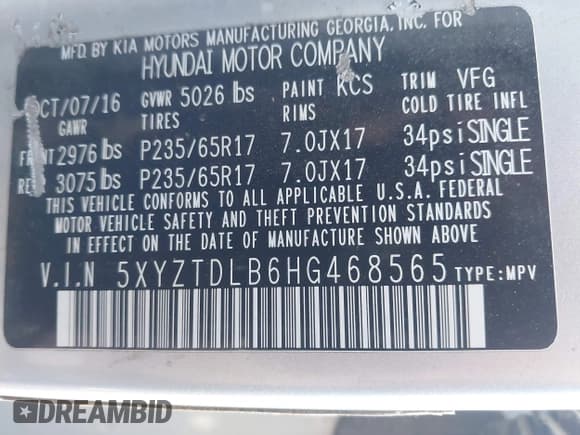 MFD. BY KIA MOTORS MANUFACTURING GEORGIA, INC. FOR
HYUNDAI MOTOR COMPANY
OCT/07/16 GVWR 5026 lbs PAINT KCS TRIM VFG
GAWR TIRES RIMS COLD TIRE INFL
FRONT 2976 lbs P235/65R17 7.0JX17 34psi SINGLE
REAR 3075 lbs P235/65R17 7.0JX17 34psi SINGLE
THIS VEHICLE CONFORMS TO ALL APPLICABLE U.S.A. FEDERAL
MOTOR VEHICLE SAFETY AND THEFT PREVENTION STANDARDS
IN EFFECT ON THE DATE OF MANUFACTURE SHOWN ABOVE.
V.I.N 5XYZTDLB6HG468565 TYPE:MPV
DREAMBID